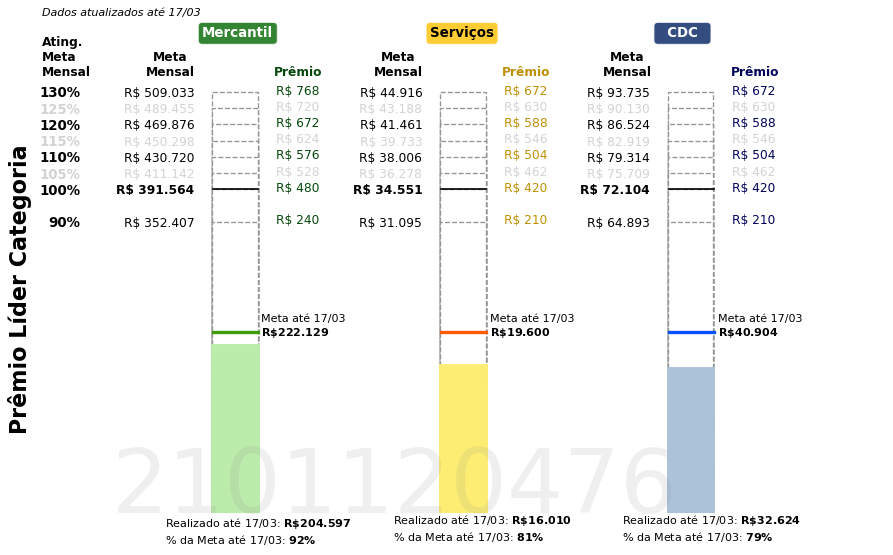 Dados atualizados até 17/03
Mercantil Serviços CDC
Ating. Meta Mensal Meta Mensal Prêmio Meta Mensal Prêmio Meta Mensal Prêmio
130% R$ 509.033 R$ 768 R$ 44.916 R$ 672 R$ 93.735 R$ 672
125% R$ 489.455 R$ 720 R$ 43.188 R$ 630 R$ 90.130 R$ 630
120% R$ 469.876 R$ 672 R$ 41.461 R$ 588 R$ 86.524 R$ 588
115% R$ 450.298 R$ 624 R$ 39.733 R$ 546 R$ 82.919 R$ 546
110% R$ 430.720 R$ 576 R$ 38.006 R$ 504 R$ 79.314 R$ 504
105% R$ 411.142 R$ 528 R$ 36.278 R$ 462 R$ 75.709 R$ 462
100% R$ 391.564 R$ 480 R$ 34.551 R$ 420 R$ 72.104 R$ 420
90% R$ 352.407 R$ 240 R$ 31.095 R$ 210 R$ 64.893 R$ 210
Prêmio Líder Categoria
Meta até 17/03 Meta até 17/03 Meta até 17/03
R$222.129 R$19.600 R$40.904
2101120476
Realizado até 17/03: R$204.597 Realizado até 17/03: R$16.010 Realizado até 17/03: R$32.624
% da Meta até 17/03: 92% % da Meta até 17/03: 81% % da Meta até 17/03: 79%